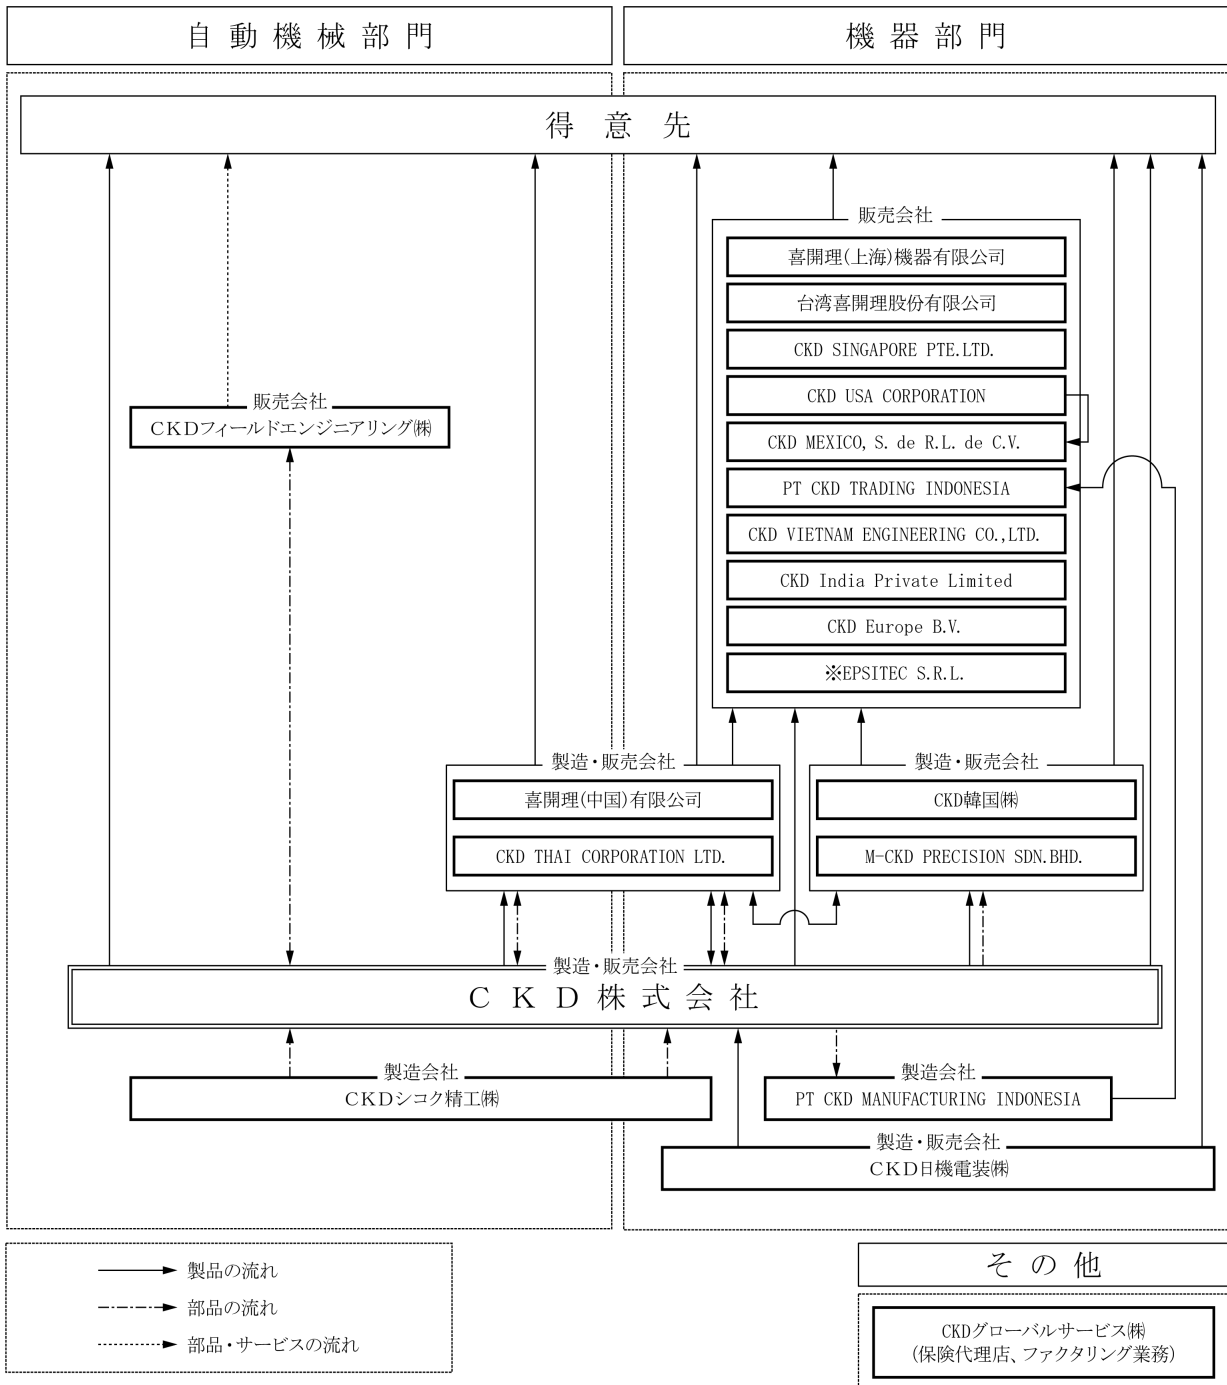 自動機械部門
機器部門
得意先
販売会社
喜開理(上海)機器有限公司
台湾喜開理股份有限公司
CKD SINGAPORE PTE.LTD.
CKD USA CORPORATION
CKD MEXICO, S. de R.L. de C.V.
PT CKD TRADING INDONESIA
CKD VIETNAM ENGINEERING CO.,LTD.
CKD India Private Limited
CKD Europe B.V.
※EPSITEC S.R.L.
販売会社
CKDフィールドエンジニアリング㈱
製造・販売会社
喜開理(中国)有限公司
CKD THAI CORPORATION LTD.
製造・販売会社
CKD韓国㈱
M-CKD PRECISION SDN.BHD.
製造・販売会社
CKD株式会社
製造会社
CKDシコク精工㈱
製造会社
PT CKD MANUFACTURING INDONESIA
製造・販売会社
CKD日機電装㈱
製品の流れ
部品の流れ
部品・サービスの流れ
その他
CKDグローバルサービス㈱
(保険代理店、ファクタリング業務)